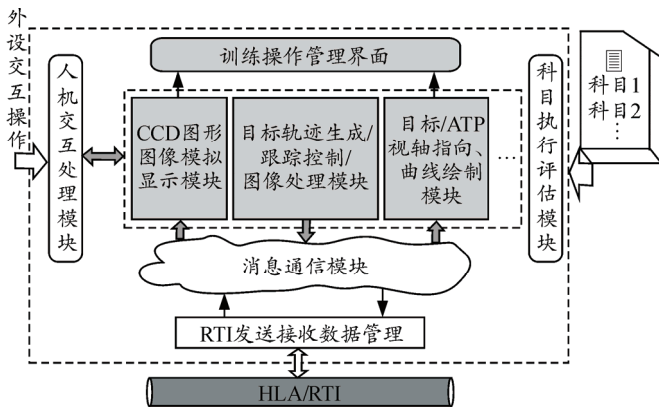 外设交互操作
人机交互处理模块
训练操作管理界面
CCD图形
图像模拟
显示模块
目标轨迹生成/
跟踪控制/
图像处理模块
目标/ATP
视轴指向、
曲线绘制
模块
…
科目执行评估模块
科目1
科目2
⋮
消息通信模块
RTI发送接收数据管理
HLA/RTI